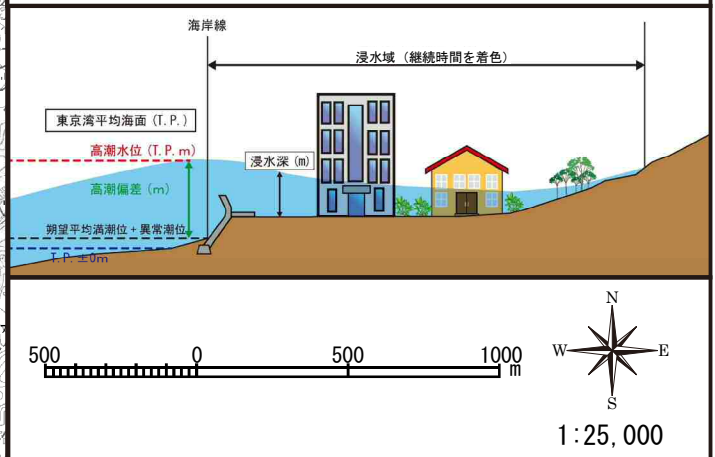 海岸線
浸水域（継続時間を着色）
東京湾平均海面（T.P.）
高潮水位（T.P. m）
浸水深（m）
高潮偏差（m）
朔望平均満潮位＋異常潮位
T.P. ±0m
N
W E
S
500 0 500 1000
m
1:25,000